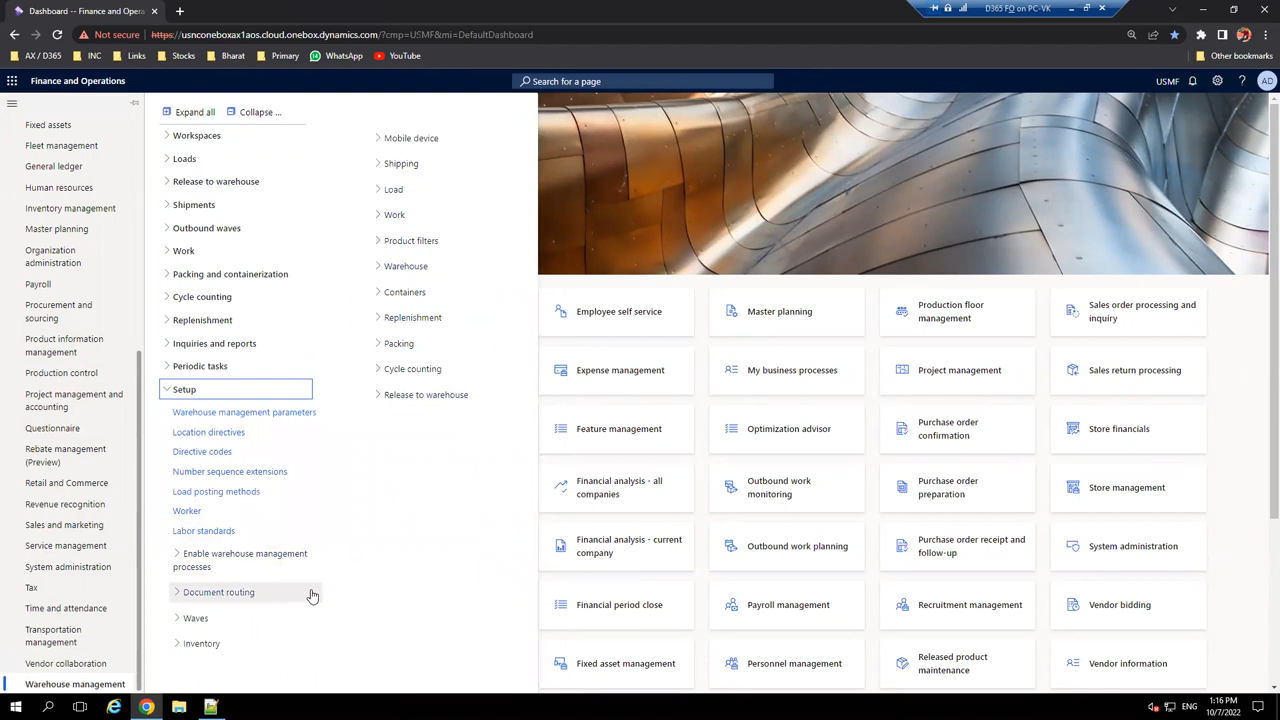 Dashboard -- Finance and Opera
D365 FO on PC-VK
Not secure
https://usnconeboxax1aos.cloud.onebox.dynamics.com/?cmp=USMF&mi=DefaultDashboard
AX / D365
INC
Links
Stocks
Bharat
Primary
WhatsApp
YouTube
Other bookmarks
Finance and Operations
Search for a page
USMF
AD
Fixed assets
Fleet management
General ledger
Human resources
Inventory management
Master planning
Organization
administration
Payroll
Procurement and
sourcing
Product information
management
Production control
Project management and
accounting
Questionnaire
Rebate management
(Preview)
Retail and Commerce
Revenue recognition
Sales and marketing
Service management
System administration
Tax
Time and attendance
Transportation
management
Vendor collaboration
Warehouse management
Expand all
Collapse ...
Workspaces
Loads
Release to warehouse
Shipments
Outbound waves
Work
Packing and containerization
Cycle counting
Replenishment
Inquiries and reports
Periodic tasks
Setup
Warehouse management parameters
Location directives
Directive codes
Number sequence extensions
Load posting methods
Worker
Labor standards
Enable warehouse management
processes
Document routing
Waves
Inventory
Mobile device
Shipping
Load
Work
Product filters
Warehouse
Containers
Replenishment
Packing
Cycle counting
Release to warehouse
Employee self service
Master planning
Production floor
management
Sales order processing and
inquiry
Expense management
My business processes
Project management
Sales return processing
Feature management
Optimization advisor
Purchase order
confirmation
Store financials
Financial analysis - all
companies
Outbound work
monitoring
Purchase order
preparation
Store management
Financial analysis - current
company
Outbound work planning
Purchase order receipt and
follow-up
System administration
Financial period close
Payroll management
Recruitment management
Vendor bidding
Fixed asset management
Personnel management
Released product
maintenance
Vendor information
ENG
1:16 PM
10/7/2022